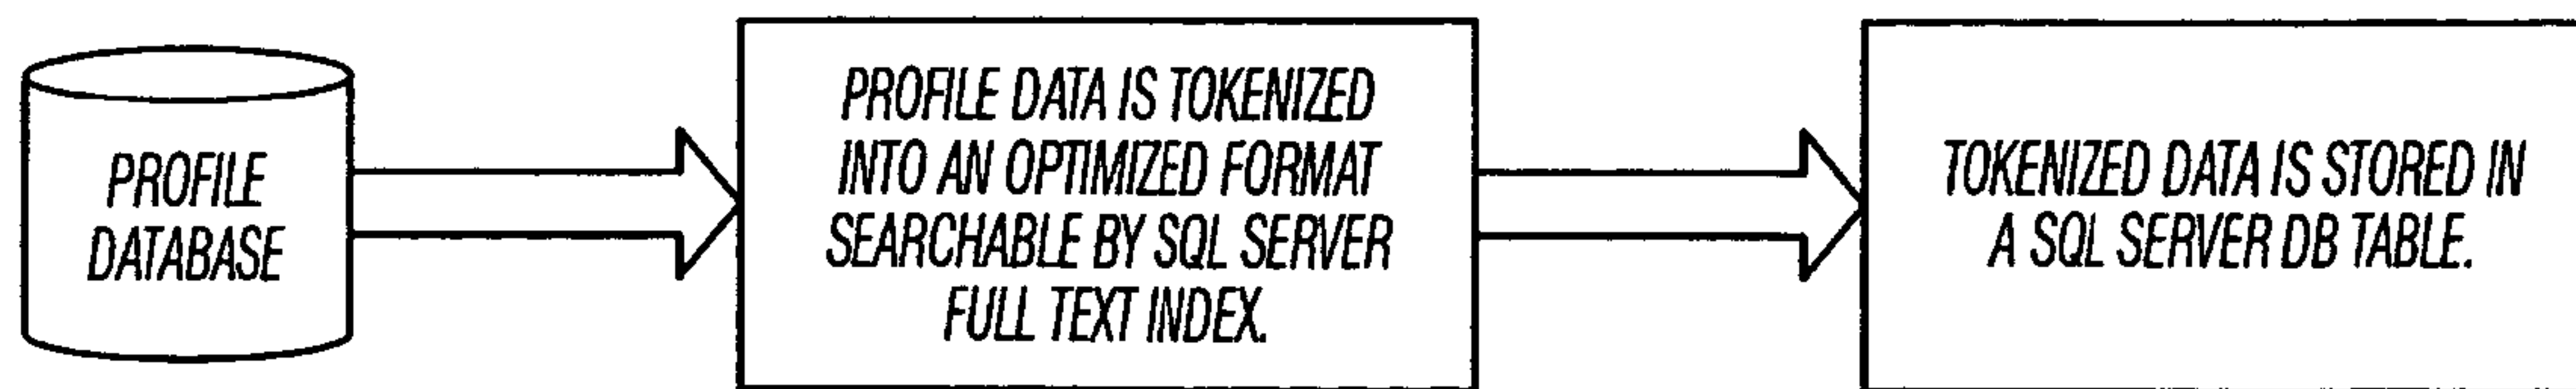 PROFILE
DATABASE
PROFILE DATA IS TOKENIZED
INTO AN OPTIMIZED FORMAT
SEARCHABLE BY SQL SERVER
FULL TEXT INDEX.
TOKENIZED DATA IS STORED IN
A SQL SERVER DB TABLE.